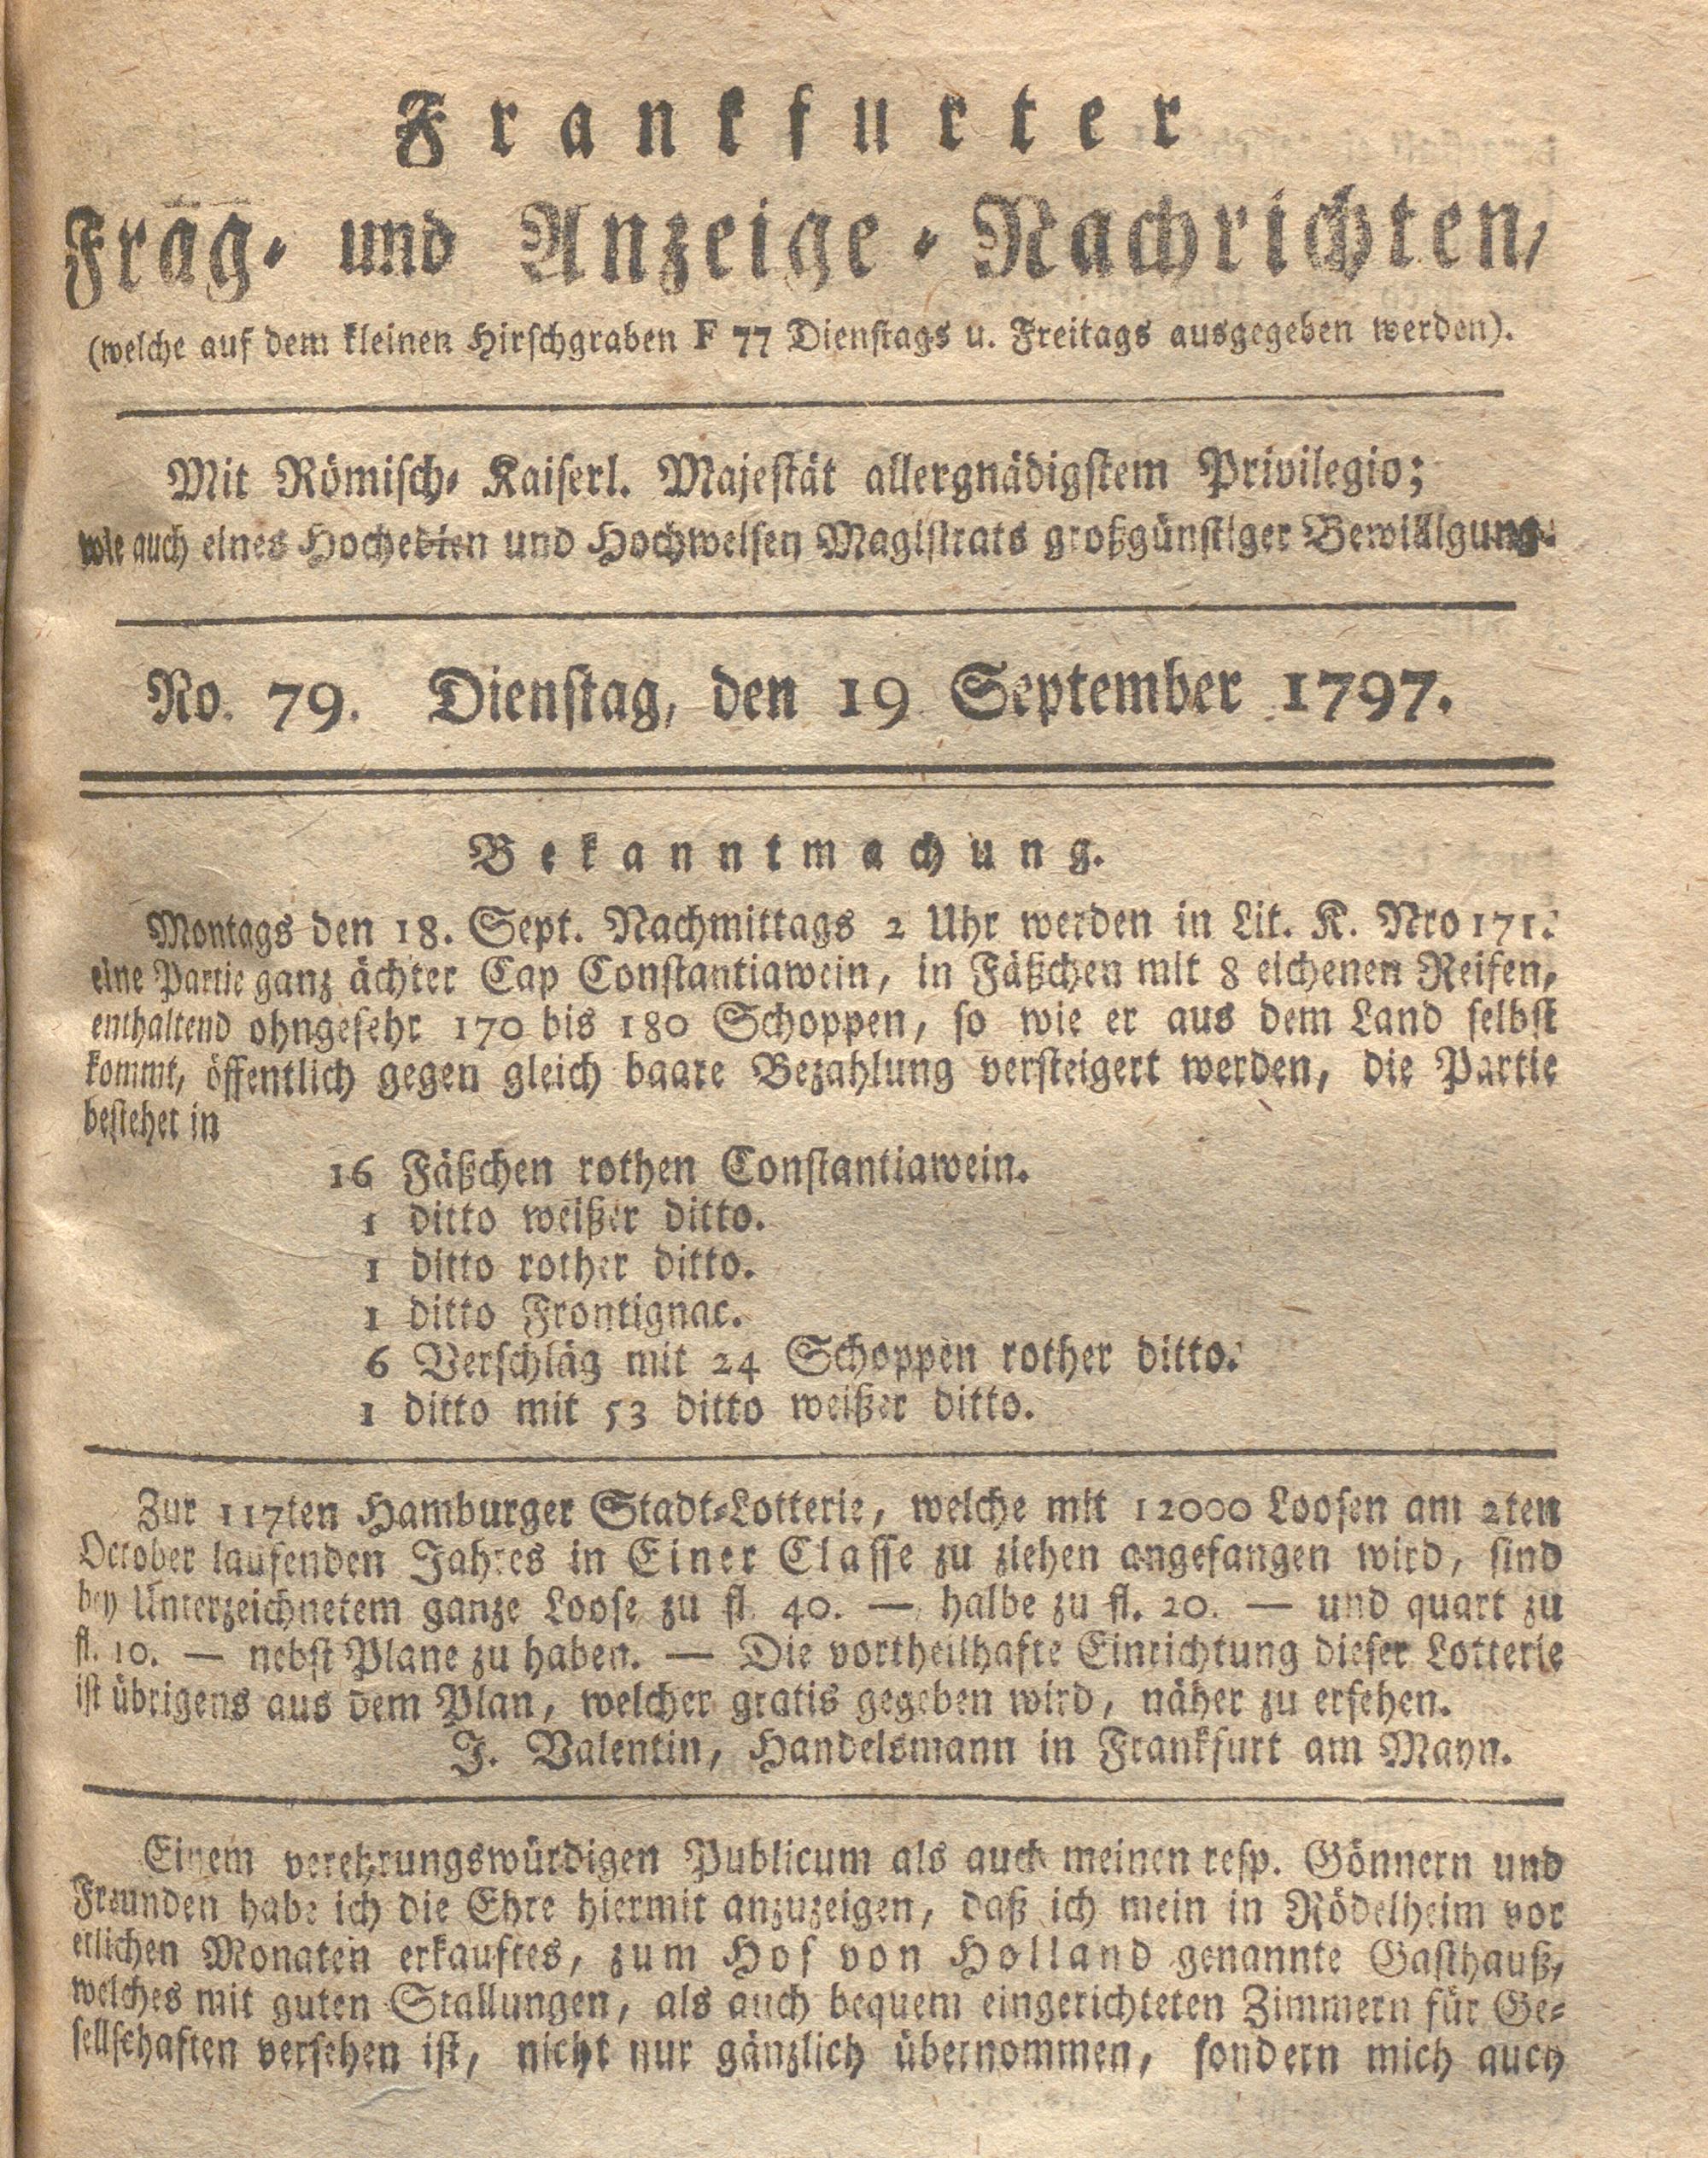 Frankfurter
Frag- und Anzeige-Nachrichten,
(welche auf dem kleinen Hirschgraben F 77 Dienstags u. Freitags ausgegeben werden).
Mit Römisch-Kaiserl. Majestät allergnädigstem Privilegio;
wie auch eines Hochedlen und Hochweisen Magistrats großgünstiger Bewilligung.
No. 79. Dienstag, den 19 September 1797.
Bekanntmachung.
Montags den 18. Sept. Nachmittags 2 Uhr werden in Lit. K. Nro 171.
eine Partie ganz ächter Cap Constantiawein, in Fäßchen mit 8 eichenen Reifen,
enthaltend ohngefehr 170 bis 180 Schoppen, so wie er aus dem Land selbst
kommt, öffentlich gegen gleich baare Bezahlung versteigert werden, die Partie
bestehet in
16 Fäßchen rothen Constantiawein.
1 ditto weißer ditto.
1 ditto rother ditto.
1 ditto Frontignac.
6 Verschläg mit 24 Schoppen rother ditto.
1 ditto mit 53 ditto weißer ditto.
Zur 117ten Hamburger Stadt-Lotterie, welche mit 12000 Loosen am 2ten
October laufenden Jahres in Einer Classe zu ziehen angefangen wird, sind
bey Unterzeichnetem ganze Loose zu fl. 40. — halbe zu fl. 20. — und quart zu
fl. 10. — nebst Plane zu haben. — Die vortheilhafte Einrichtung dieser Lotterie
ist übrigens aus dem Plan, welcher gratis gegeben wird, näher zu ersehen.
J. Valentin, Handelsmann in Frankfurt am Mayn.
Einem verehrungswürdigen Publicum als auch meinen resp. Gönnern und
Freunden habe ich die Ehre hiermit anzuzeigen, daß ich mein in Rödelheim vor
etlichen Monaten erkauftes, zum Hof von Holland genannte Gasthauß,
welches mit guten Stallungen, als auch bequem eingerichteten Zimmern für Ge-
sellschaften versehen ist, nicht nur gänzlich übernommen, sondern mich auch